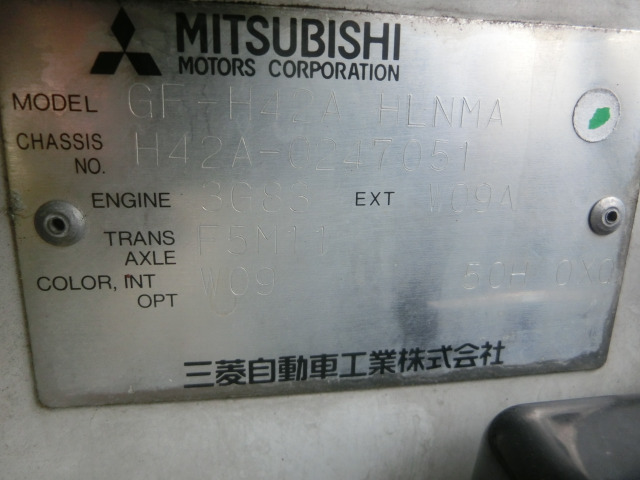 MITSUBISHI
MOTORS CORPORATION
MODEL GF-H42A HLNMA
CHASSIS NO. H42A-0247051
ENGINE 3G83 EXT W09A
TRANS AXLE F5M11
COLOR, INT OPT W09 50H 0X0
三菱自動車工業株式会社